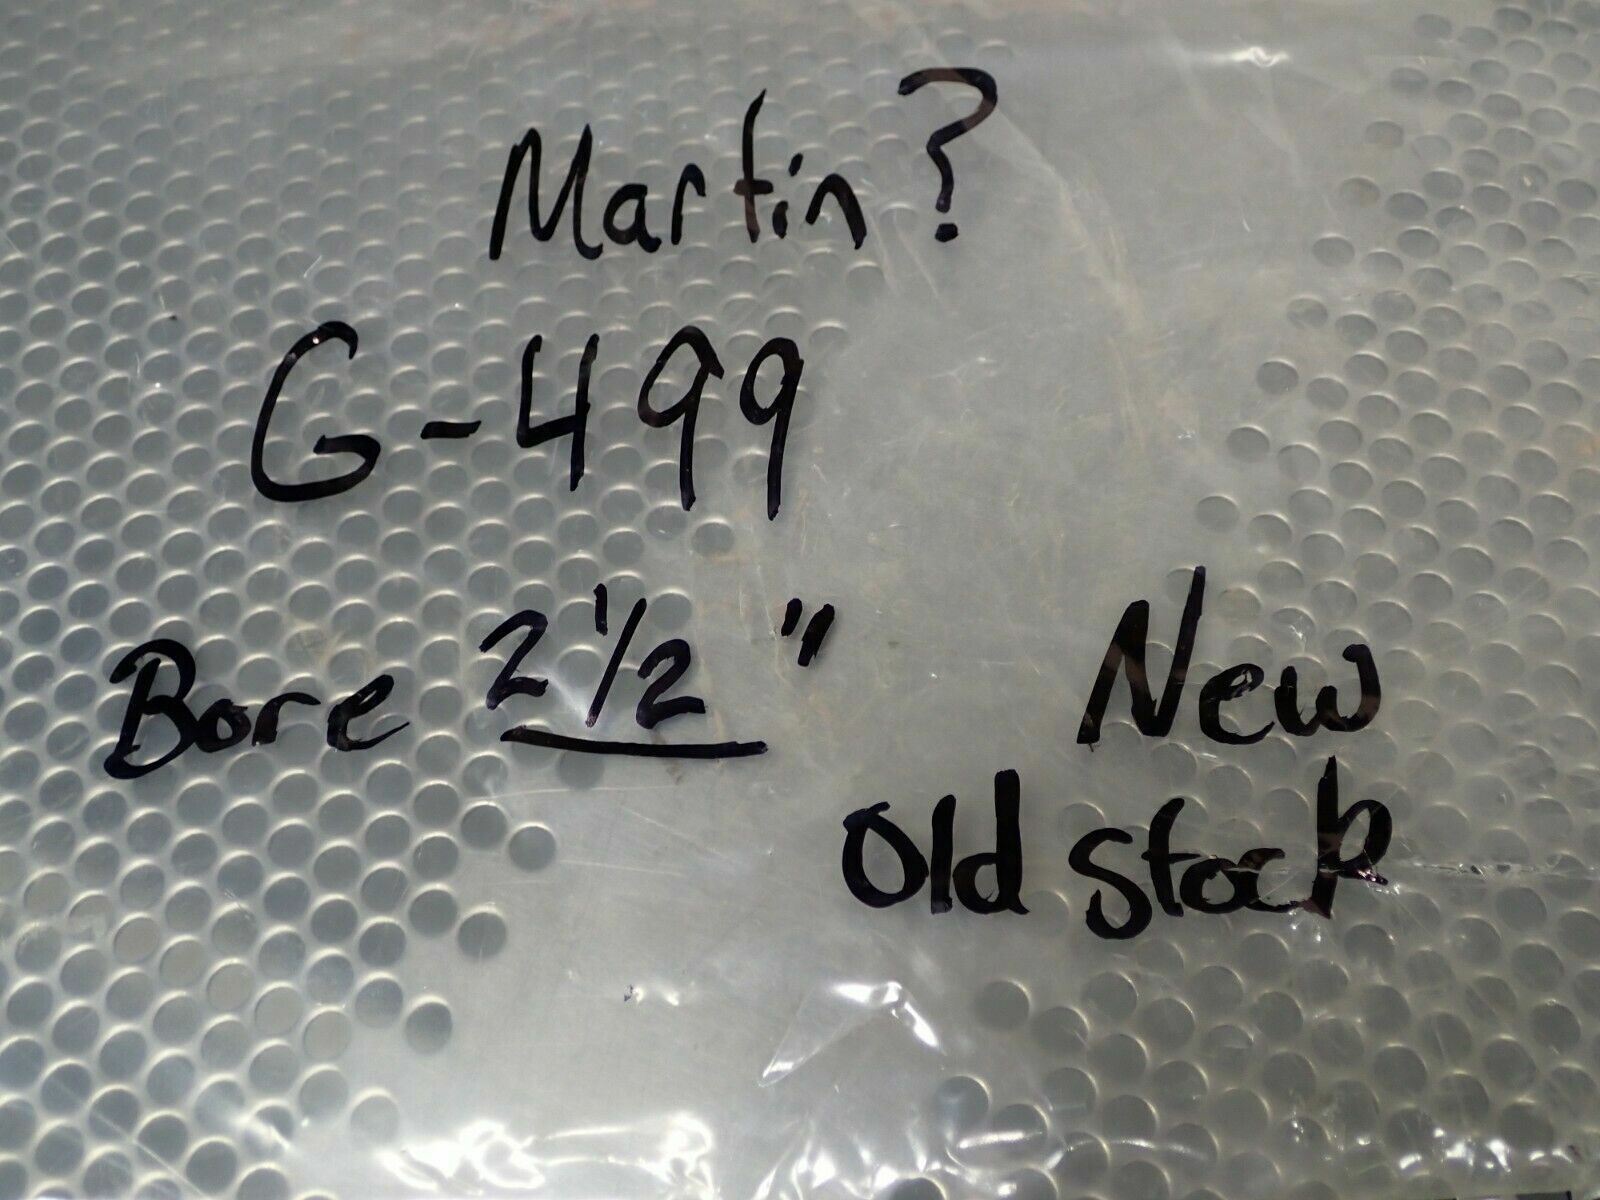 Martin?
G-499
Bore 2 1/2"
New
Old Stock